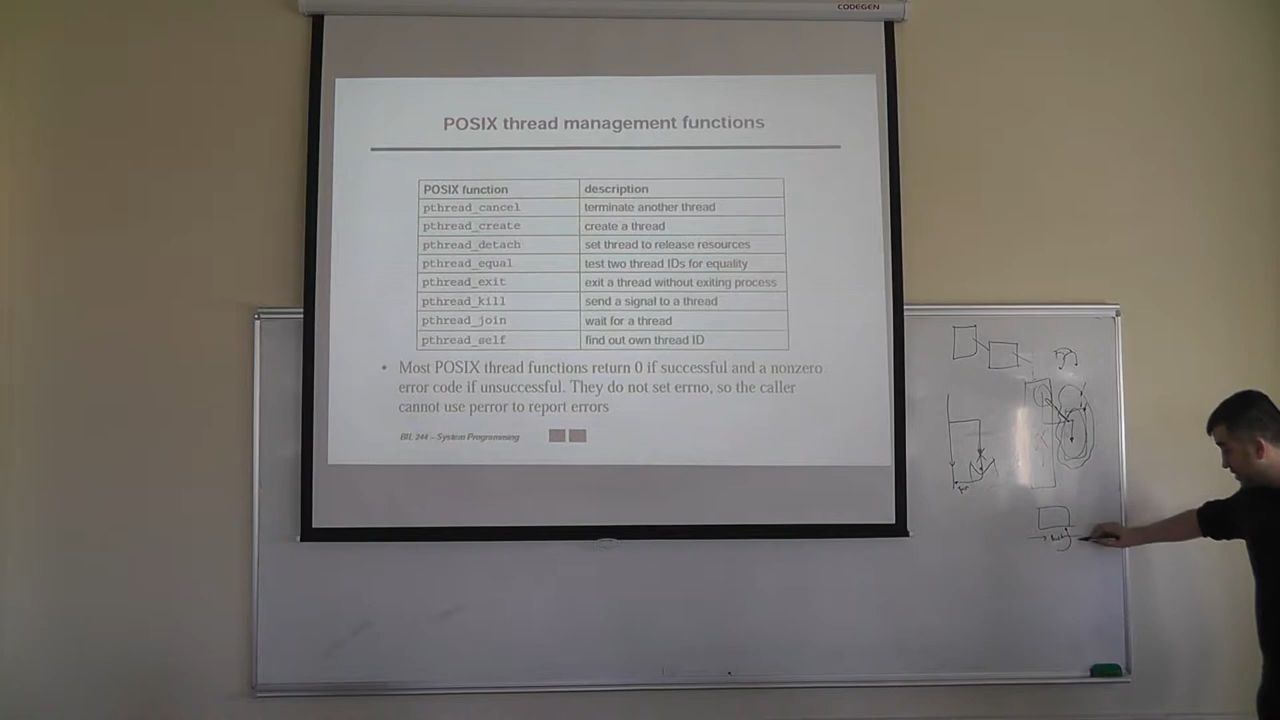 CODEGEN
POSIX thread management functions
POSIX function description
pthread_cancel terminate another thread
pthread_create create a thread
pthread_detach set thread to release resources
pthread_equal test two thread IDs for equality
pthread_exit exit a thread without exiting process
pthread_kill send a signal to a thread
pthread_join wait for a thread
pthread_self find out own thread ID
• Most POSIX thread functions return 0 if successful and a nonzero
error code if unsuccessful. They do not set errno, so the caller
cannot use perror to report errors
BIL 244 – System Programming